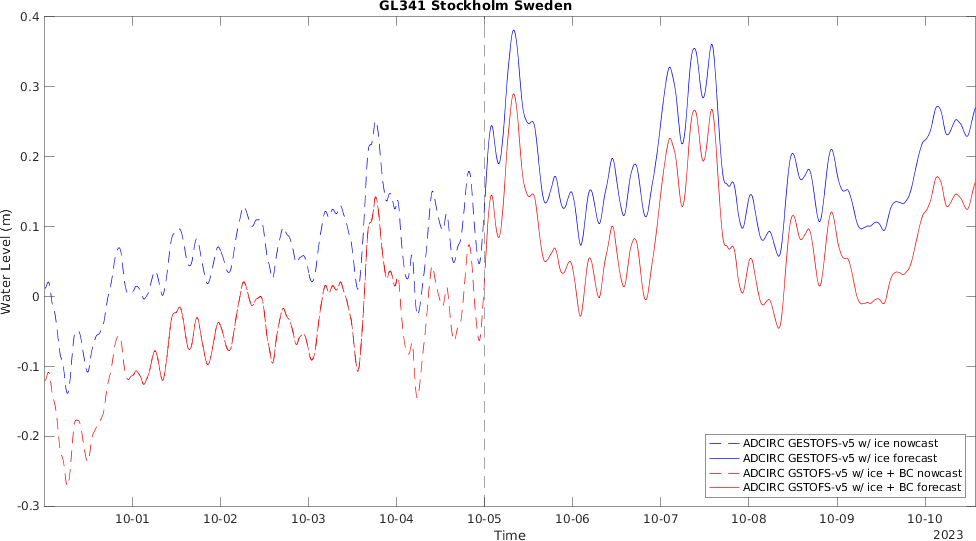 GL341 Stockholm Sweden
0.4
0.3
0.2
0.1
0
-0.1
-0.2
-0.3
Water Level (m)
10-01 10-02 10-03 10-04 10-05 10-06 10-07 10-08 10-09 10-10
Time
2023
ADCIRC GESTOFS-v5 w/ ice nowcast
ADCIRC GESTOFS-v5 w/ ice forecast
ADCIRC GSTOFS-v5 w/ ice + BC nowcast
ADCIRC GSTOFS-v5 w/ ice + BC forecast